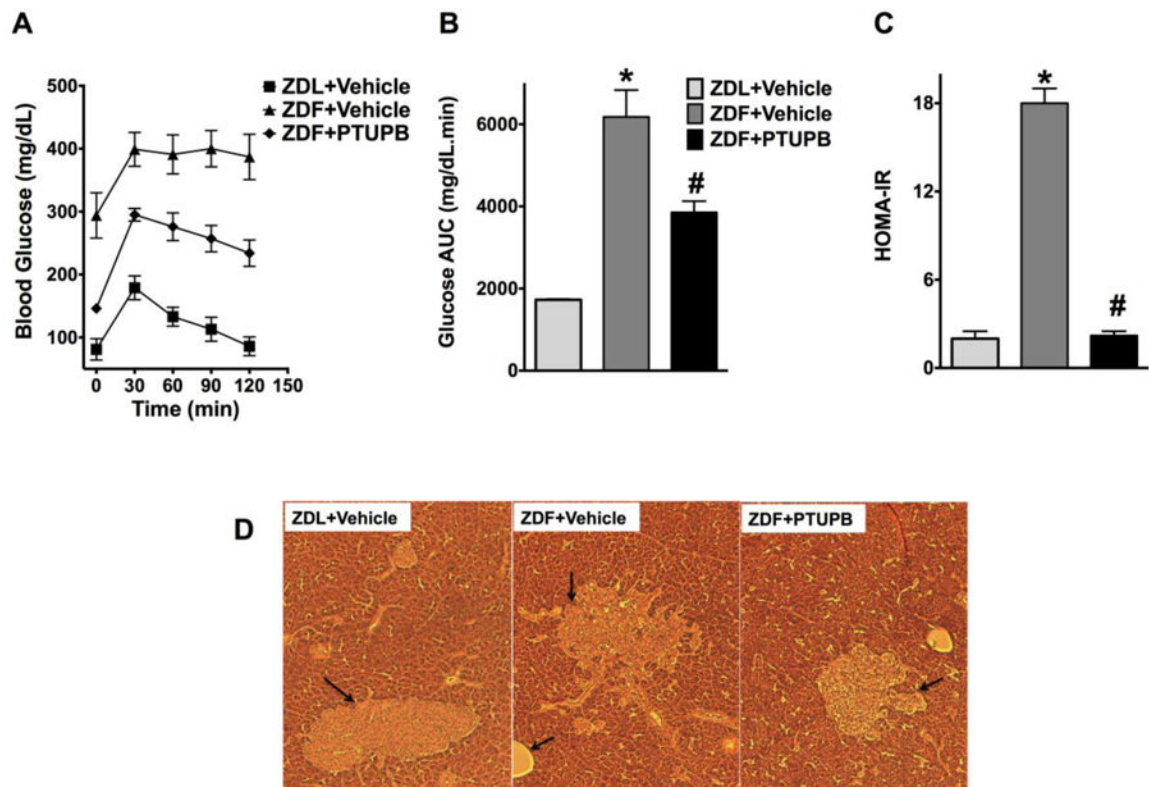 A
Blood Glucose (mg/dL)
500
400
300
200
100
0 30 60 90 120 150
Time (min)
ZDL+Vehicle
ZDF+Vehicle
ZDF+PTUPB
B
Glucose AUC (mg/dL.min)
6000
4000
2000
0
*
#
ZDL+Vehicle
ZDF+Vehicle
ZDF+PTUPB
C
HOMA-IR
18
12
6
0
*
#
D
ZDL+Vehicle
ZDF+Vehicle
ZDF+PTUPB